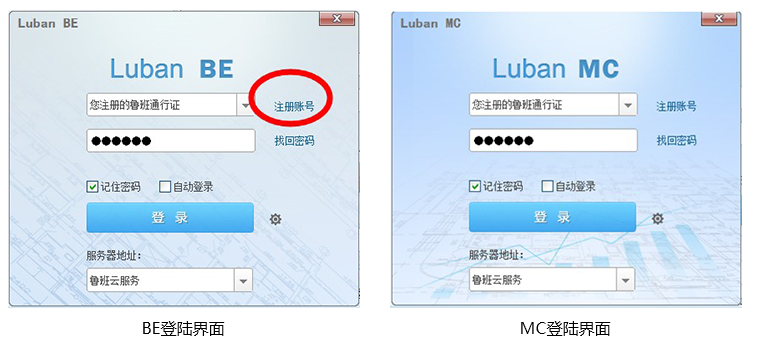 Luban BE
Luban BE
您注册的鲁班通行证
注册账号
●●●●●●
找回密码
记住密码 自动登录
登 录
服务器地址：
鲁班云服务
BE登陆界面
Luban MC
Luban MC
您注册的鲁班通行证
注册账号
●●●●●●
找回密码
记住密码 自动登录
登 录
服务器地址：
鲁班云服务
MC登陆界面